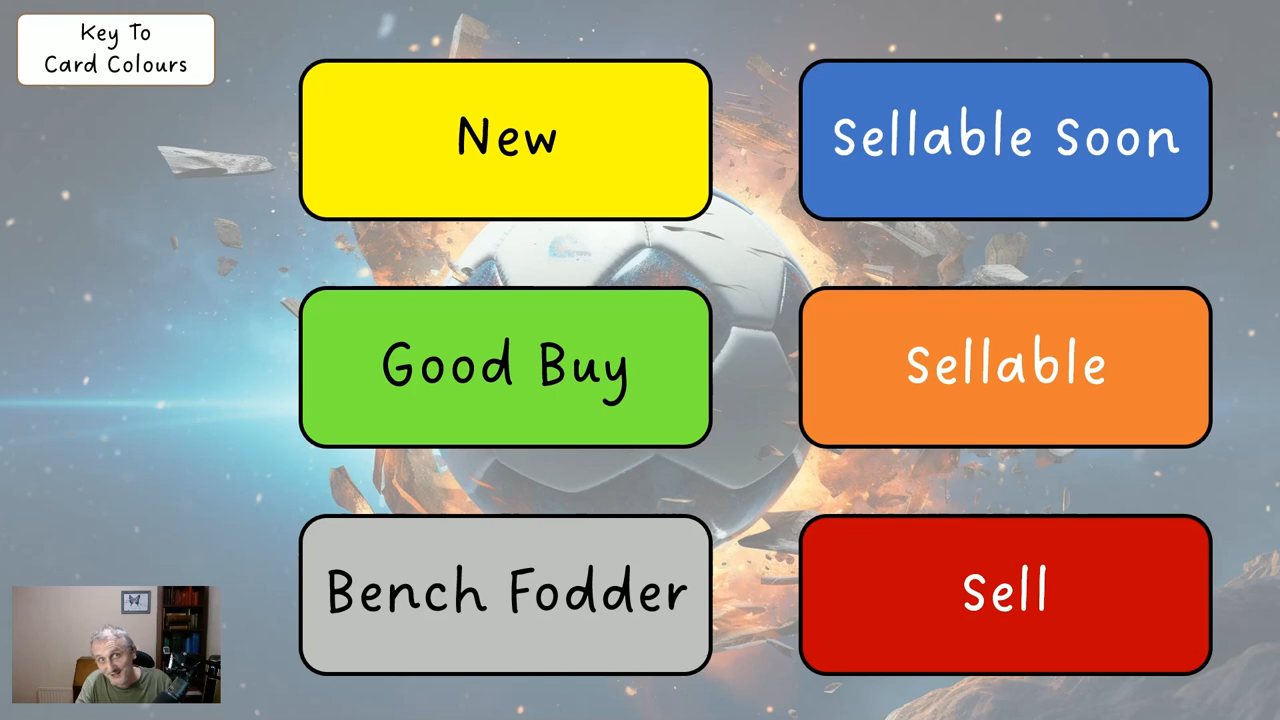 Key To
Card Colours
New
Sellable Soon
Good Buy
Sellable
Bench Fodder
Sell